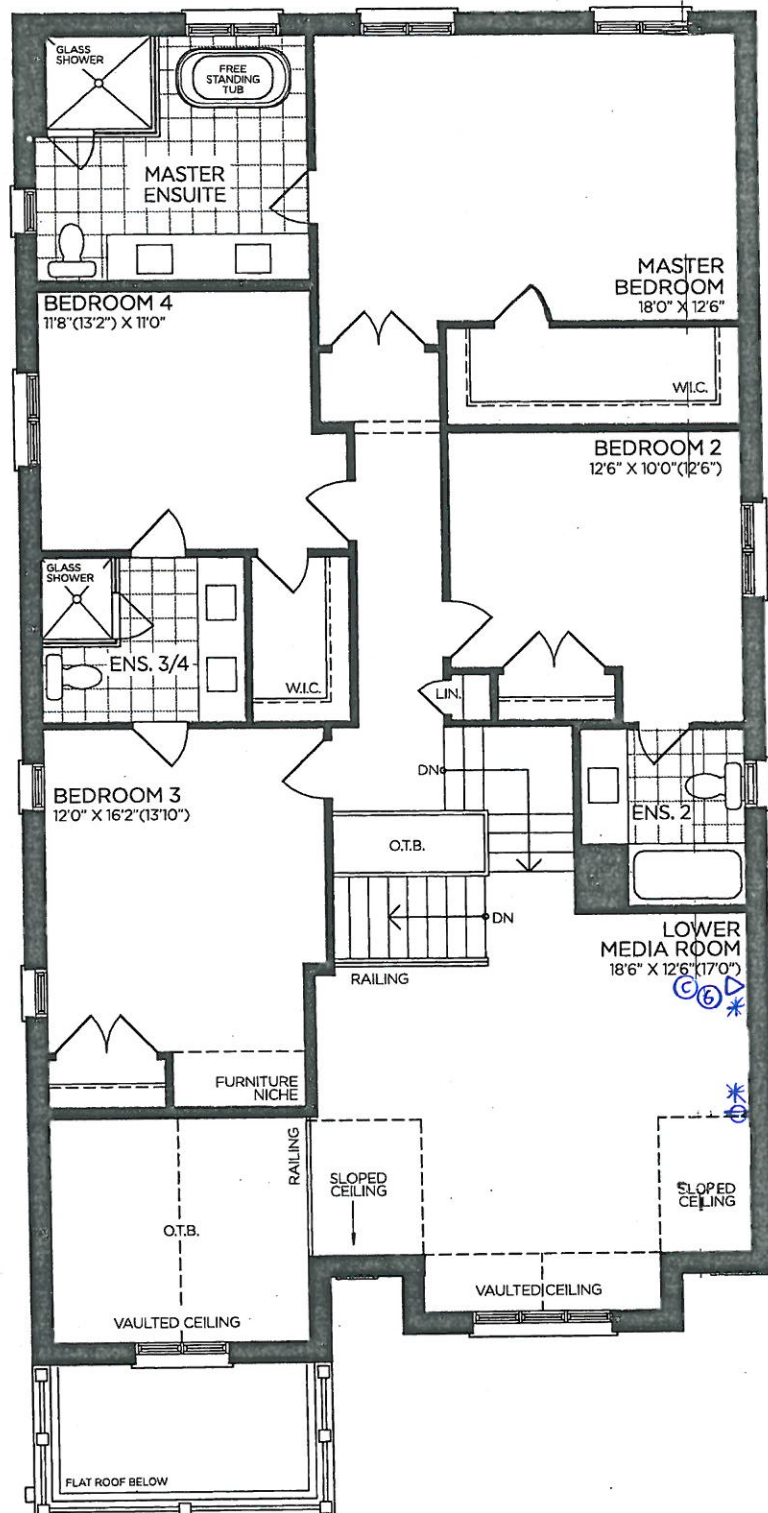 GLASS
SHOWER
FREE
STANDING
TUB
MASTER
ENSUITE
MASTER
BEDROOM
18'0" X 12'6"
BEDROOM 4
11'8"(13'2") X 11'0"
W.I.C.
BEDROOM 2
12'6" X 10'0"(12'6")
GLASS
SHOWER
ENS. 3/4
W.I.C.
LIN.
DN
BEDROOM 3
12'0" X 16'2"(13'10")
ENS. 2
O.T.B.
DN
LOWER
MEDIA ROOM
18'6" X 12'6"(17'0")
RAILING
C 6
FURNITURE
NICHE
RAILING
SLOPED
CEILING
SLOPED
CEILING
O.T.B.
VAULTED CEILING
VAULTED CEILING
FLAT ROOF BELOW